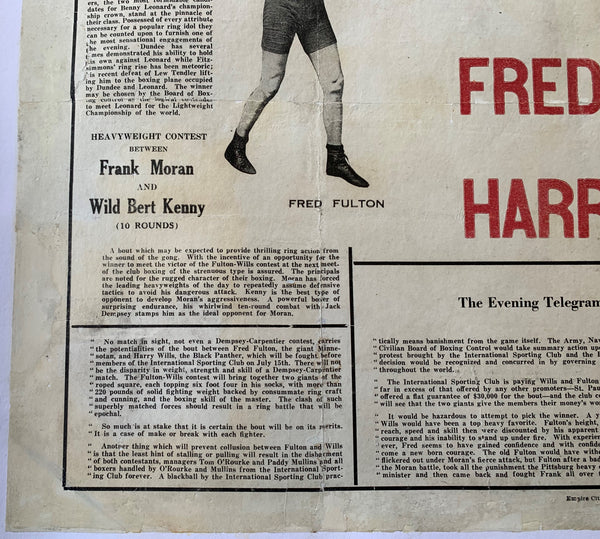 ers, the two most formidable candi-
dates for Benny Leonard's champion-
ship crown, stand at the pinnacle of
their class. Possessed of every attribute
necessary for a popular ring idol they
can be counted upon to furnish one of
the most sensational engagements of
the evening. Dundee has several
times demonstrated his ability to hold
his own against Leonard while Fitz-
simmons' ring rise has been meteoric;
his recent defeat of Lew Tendler lift-
ing him to the boxing plane occupied
by Dundee and Leonard. The winner
may be chosen by the Board of Box-
ing control as the logical contender
to meet Leonard for the Lightweight
Championship of the world.
HEAVYWEIGHT CONTEST
BETWEEN
Frank Moran
AND
Wild Bert Kenny
(10 ROUNDS)
FRED FULTON
FRED
HARR
A bout which may be expected to provide thrilling ring action from
the sound of the gong. With the incentive of an opportunity for the
winner to meet the victor of the Fulton-Wills contest at the next meet-
of the club boxing of the strenuous type is assured. The principals
are noted for the rugged character of their boxing. Moran has forced
the leading heavyweights of the day to repeatedly assume defensive
tactics to avoid his dangerous attack. Kenny is the best type of
opponent to develop Moran's aggressiveness. A powerful boxer of
surprising endurance, his whirlwind ten-round combat with Jack
Dempsey stamps him as the ideal opponent for Moran.
The Evening Telegram
No match in sight, not even a Dempsey-Carpentier contest, carries
" the potentialities of the bout between Fred Fulton, the giant Minne-
" sotan, and Harry Wills, the Black Panther, which will be fought before
" members of the International Sporting Club on July 15th. There will not
" be the disparity in weight, strength and skill of a Dempsey-Carpentier
" match. The Fulton-Wills contest will bring together two giants of the
" roped square, each topping six foot four in his socks, with more than
" 220 pounds of solid fighting weight backed by consummate ring craft
" and cunning, and the boxing skill of the master. The clash of such
" superbly matched forces should result in a ring battle that will be
" epochal.
" So much is at stake that it is certain the bout will be on its merits.
" It is a case of make or break with each fighter.
" Another thing which will prevent collusion between Fulton and Wills
" is that the least hint of stalling or pulling will result in the disbarment
" of both contestants, managers Tom O'Rourke and Paddy Mullins and all
" boxers handled by O'Rourke and Mullins from the International Sport-
" ing Club forever. A blackball by the International Sporting Club prac-
" tically means banishment from the game itself. The Army, Nav
" Civilian Board of Boxing Control would take summary action upo
" protest brought by the International Sporting Club and the
" decision would be recognized and concurred in by governing
" throughout the world.
" The International Sporting Club is paying Wills and Fulton
" far in excess of that offered by any other promoters—St. Pau
" offered a flat guarantee of $30,000 for the bout—and the club co
" will see that the two giants give the members their money's wor
" It would be hazardous to attempt to pick the winner. A y
" Wills would have been a top heavy favorite. Fulton's height,
" reach, speed and skill then were discounted by his apparent
" courage and his inability to stand up under fire. With experien
" ever, Fred seems to have gained confidence and with confiden
" come a new born courage. The old Fulton would have with
" flickered out under Moran's fierce attack, but Fulton after a bad
" the Moran battle, took all the punishment the Pittsburg heavy c
" minister and then came back and fought Frank all over t
Empire Cit